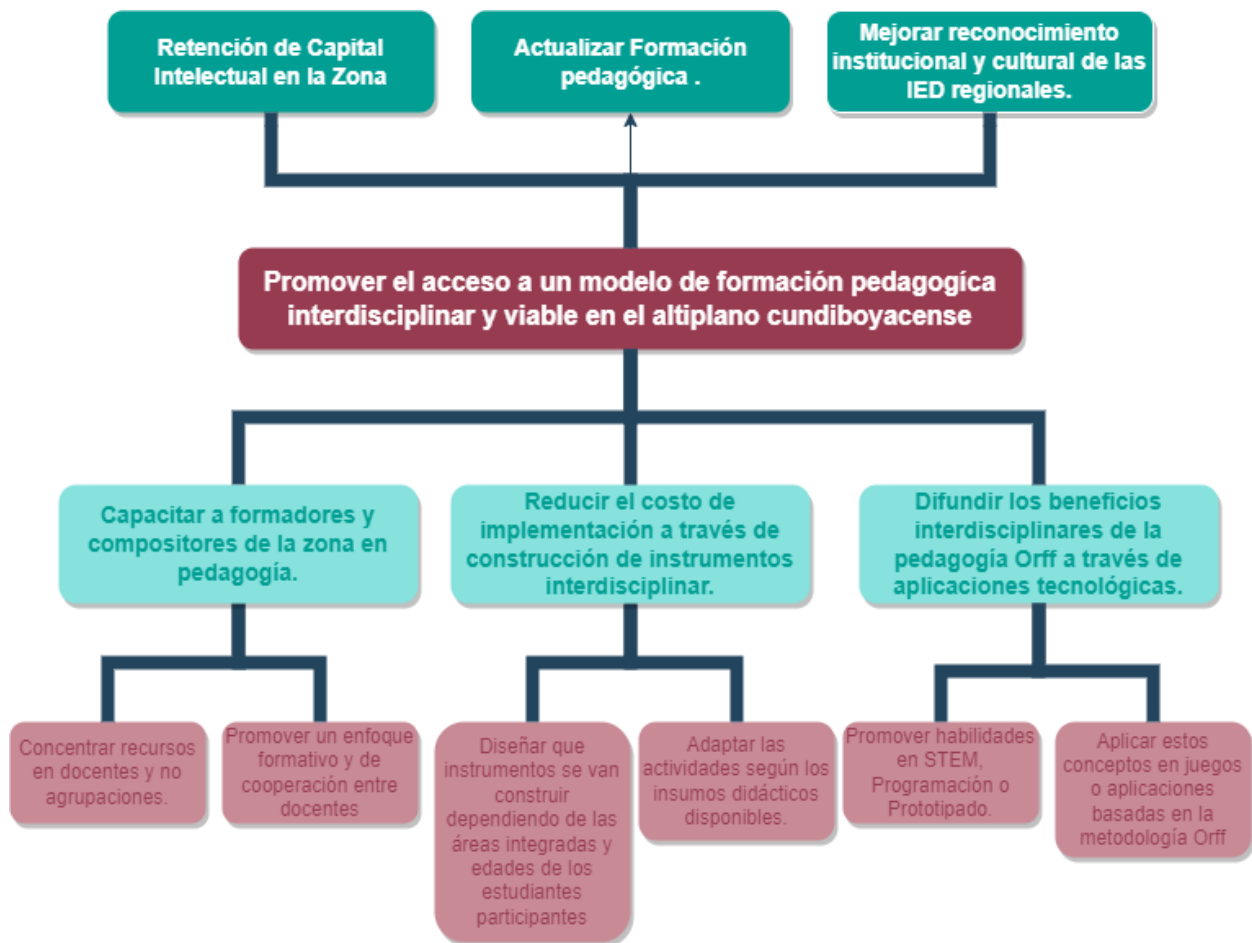 Retención de Capital
Intelectual en la Zona
Actualizar Formación
pedagógica .
Mejorar reconocimiento
institucional y cultural de las
IED regionales.
Promover el acceso a un modelo de formación pedagogíca
interdisciplinar y viable en el altiplano cundiboyacense
Capacitar a formadores y
compositores de la zona en
pedagogía.
Reducir el costo de
implementación a través de
construcción de instrumentos
interdisciplinar.
Difundir los beneficios
interdisciplinares de la
pedagogía Orff a través de
aplicaciones tecnológicas.
Concentrar recursos
en docentes y no
agrupaciones.
Promover un enfoque
formativo y de
cooperación entre
docentes
Diseñar que
instrumentos se van
construir
dependiendo de las
áreas integradas y
edades de los
estudiantes
participantes
Adaptar las
actividades según los
insumos didácticos
disponibles.
Promover habilidades
en STEM,
Programación o
Prototipado.
Aplicar estos
conceptos en juegos
o aplicaciones
basadas en la
metodología Orff